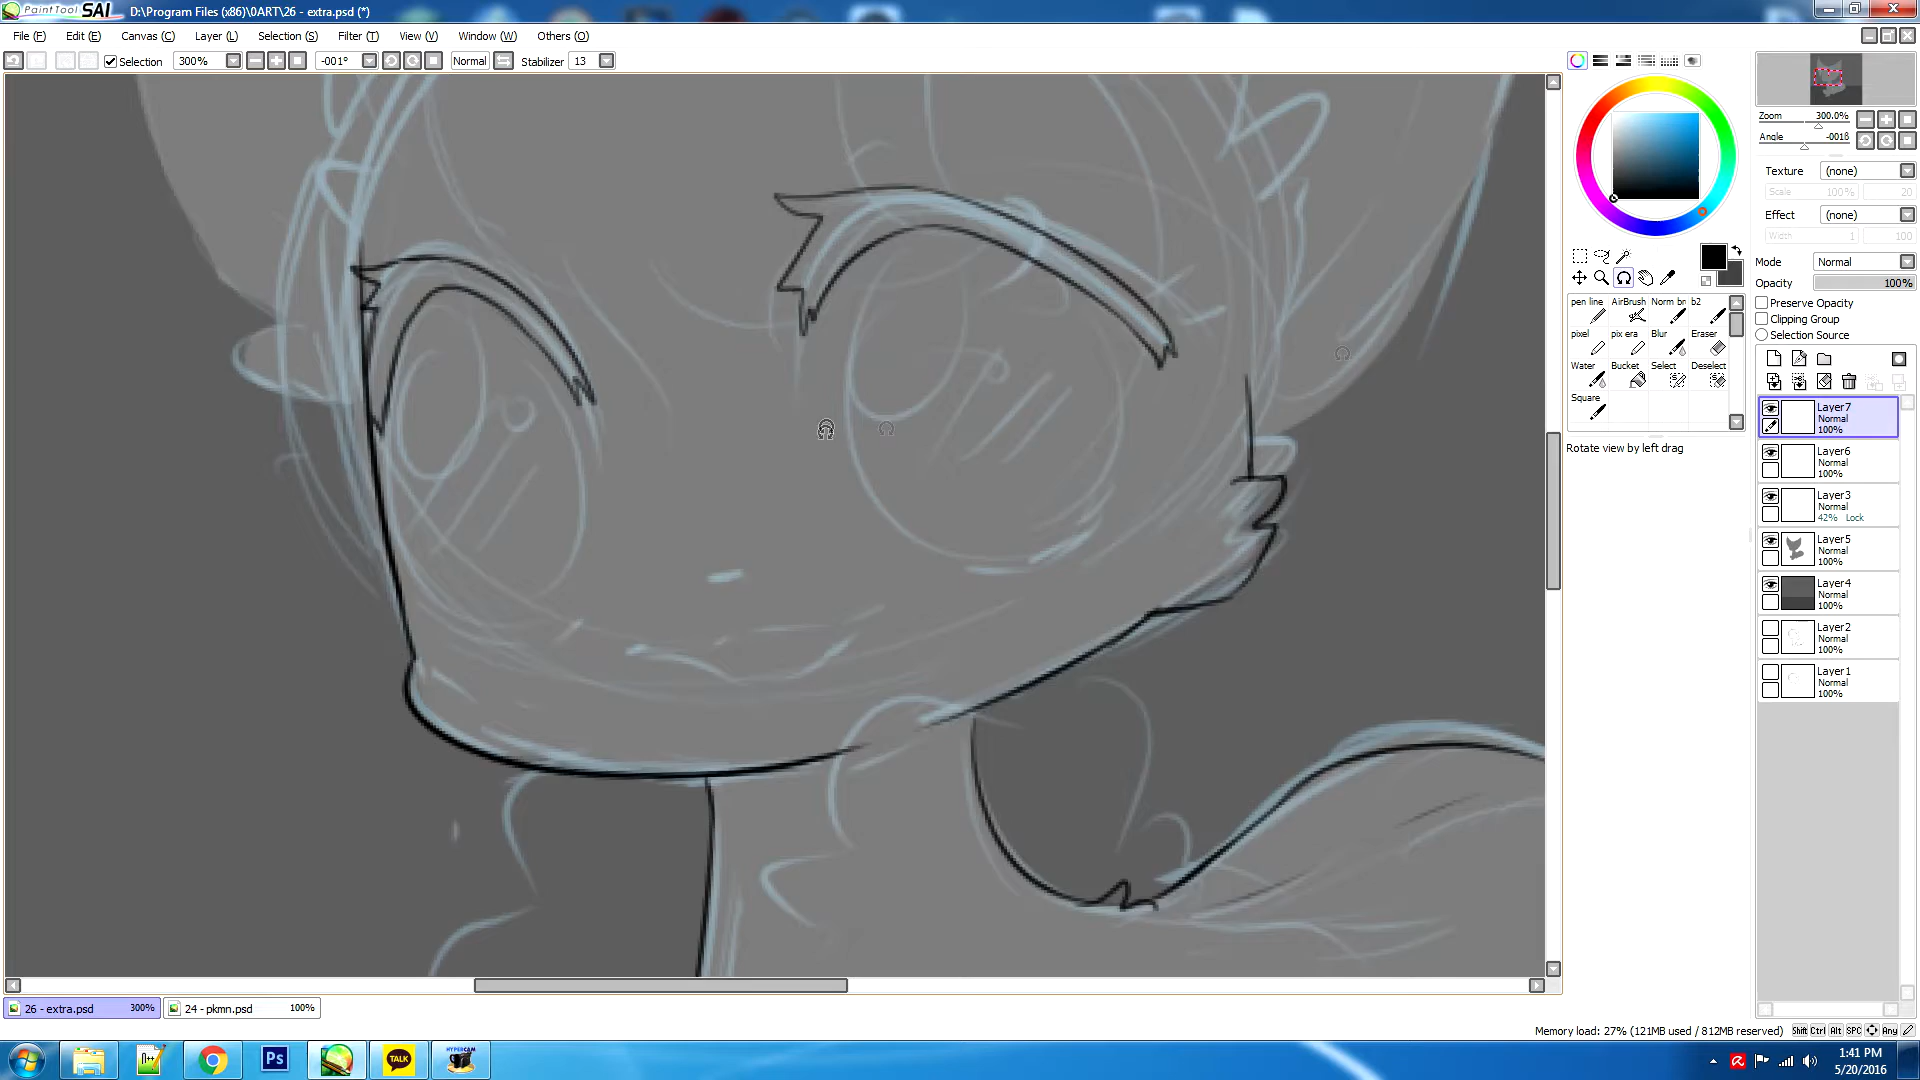 PaintTool SAI D:\Program Files (x86)\0ART\26 - extra.psd (*)
File (F) Edit (E) Canvas (C) Layer (L) Selection (S) Filter (T) View (V) Window (W) Others (O)
Selection 300% -001° Normal Stabilizer 13
Zoom 300.0%
Angle -001ß
Texture (none)
Scale 100% 20
Effect (none)
Width 1 100
Mode Normal
Opacity 100%
Preserve Opacity
Clipping Group
Selection Source
pen line AirBrush Norm br b2
pixel pix era Blur Eraser
Water Bucket Select Deselect
Square
Rotate view by left drag
Layer7
Normal
100%
Layer6
Normal
100%
Layer3
Normal
42% Lock
Layer5
Normal
100%
Layer4
Normal
100%
Layer2
Normal
100%
Layer1
Normal
100%
26 - extra.psd 300% 24 - pkmn.psd 100%
Memory load: 27% (121MB used / 812MB reserved) Shift Ctrl Alt SPC Any
n++ Ps TALK HYPERCAM
1:41 PM
5/20/2016